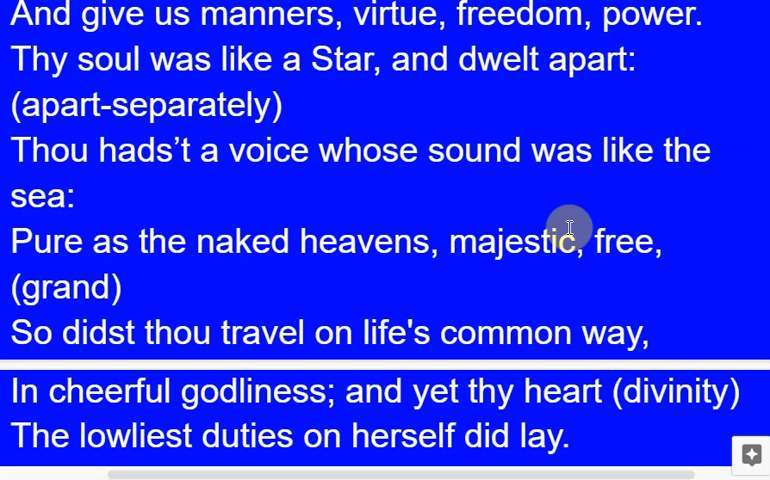 And give us manners, virtue, freedom, power.
Thy soul was like a Star, and dwelt apart:
(apart-separately)
Thou hads’t a voice whose sound was like the
sea:
Pure as the naked heavens, majestic, free,
(grand)
So didst thou travel on life's common way,
In cheerful godliness; and yet thy heart (divinity)
The lowliest duties on herself did lay.